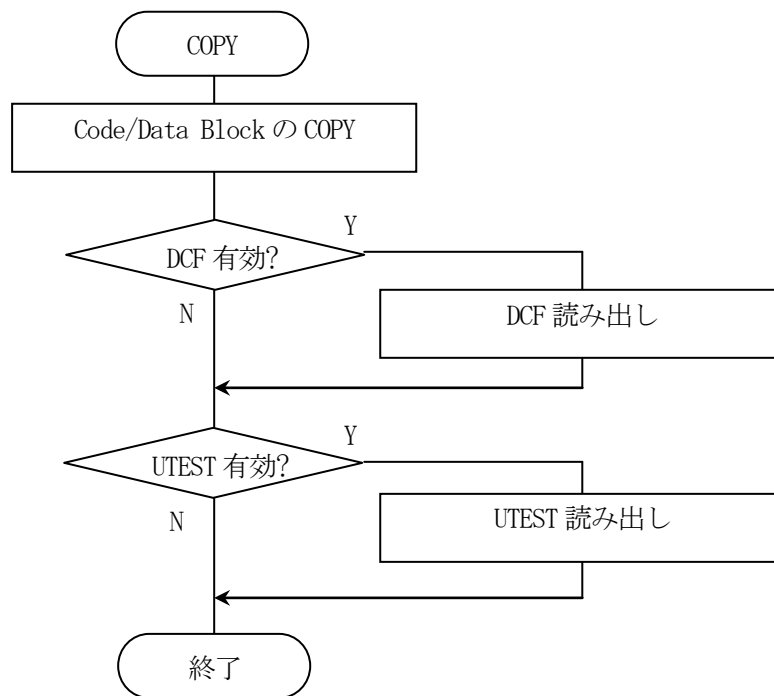 COPY
Code/Data Block の COPY
Y
DCF 有効?
N
DCF 読み出し
Y
UTEST 有効?
N
UTEST 読み出し
終了